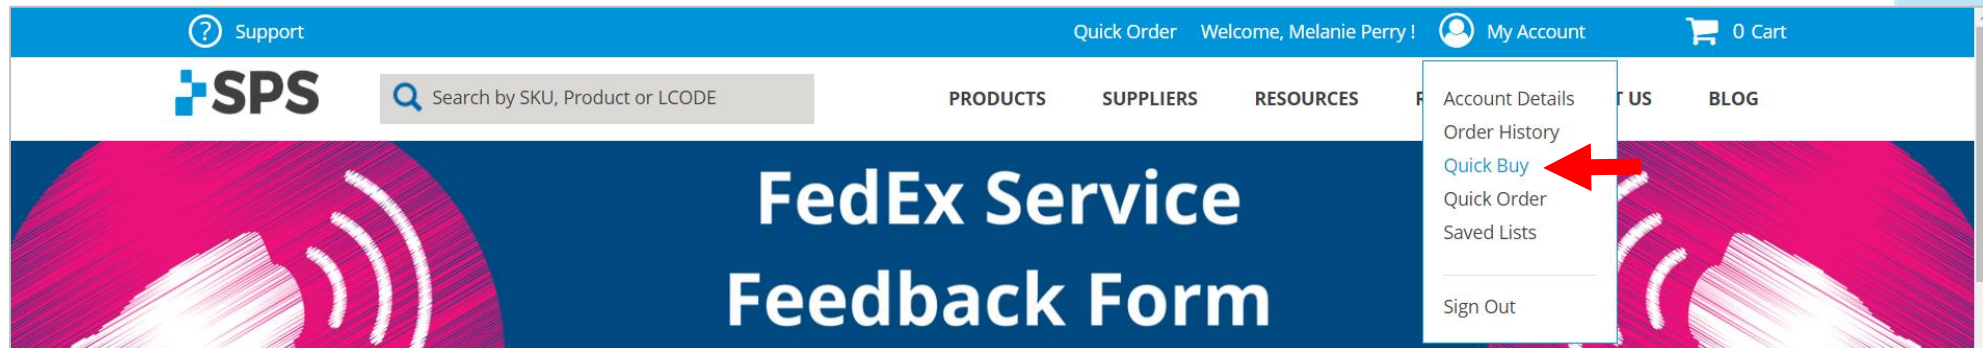 ? Support
Quick Order Welcome, Melanie Perry ! My Account 0 Cart
SPS
Search by SKU, Product or LCODE
PRODUCTS SUPPLIERS RESOURCES T US BLOG
Account Details
Order History
Quick Buy
Quick Order
Saved Lists
Sign Out
FedEx Service
Feedback Form